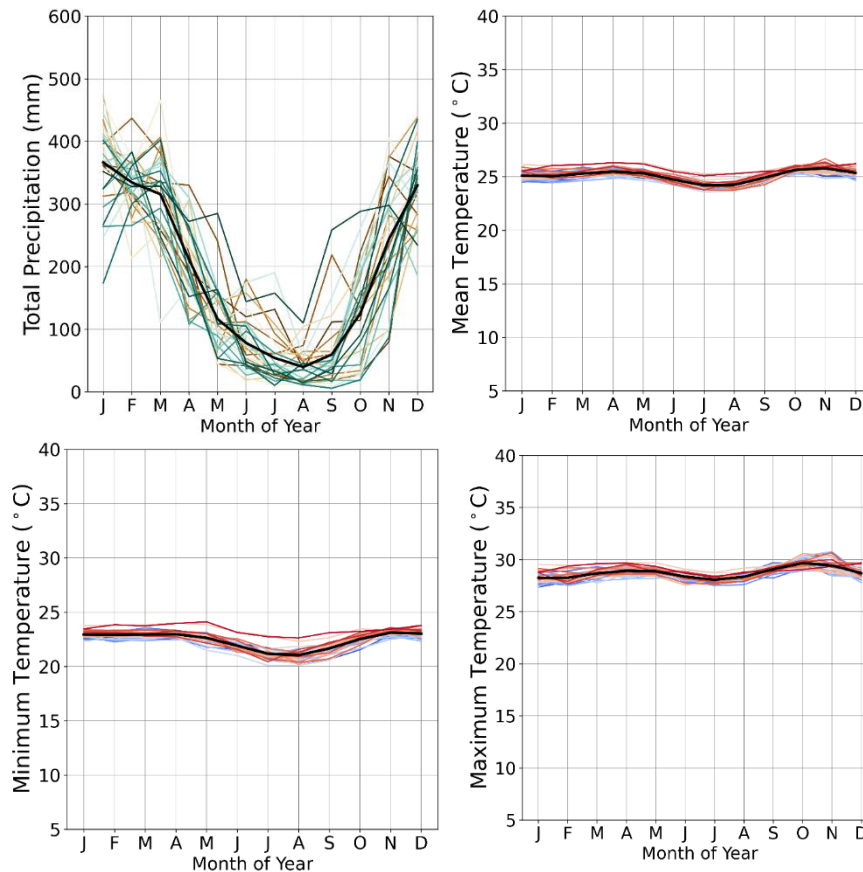 600
500
400
300
200
100
0
Total Precipitation (mm)
J F M A M J J A S O N D
Month of Year
40
35
30
25
20
15
10
5
Mean Temperature (°C)
J F M A M J J A S O N D
Month of Year
40
35
30
25
20
15
10
5
Minimum Temperature (°C)
J F M A M J J A S O N D
Month of Year
40
35
30
25
20
15
10
5
Maximum Temperature (°C)
J F M A M J J A S O N D
Month of Year